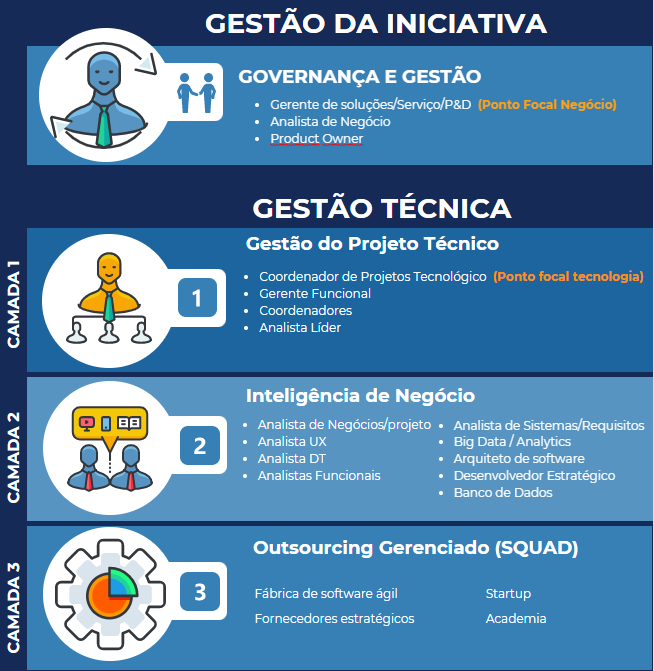 GESTÃO DA INICIATIVA
GOVERNANÇA E GESTÃO
• Gerente de soluções/Serviço/P&D (Ponto Focal Negócio)
• Analista de Negócio
• Product Owner
GESTÃO TÉCNICA
CAMADA 1
1
Gestão do Projeto Técnico
• Coordenador de Projetos Tecnológico (Ponto focal tecnologia)
• Gerente Funcional
• Coordenadores
• Analista Líder
CAMADA 2
2
Inteligência de Negócio
• Analista de Negócios/projeto
• Analista UX
• Analista DT
• Analistas Funcionais
• Analista de Sistemas/Requisitos
• Big Data / Analytics
• Arquiteto de software
• Desenvolvedor Estratégico
• Banco de Dados
CAMADA 3
3
Outsourcing Gerenciado (SQUAD)
Fábrica de software ágil
Fornecedores estratégicos
Startup
Academia